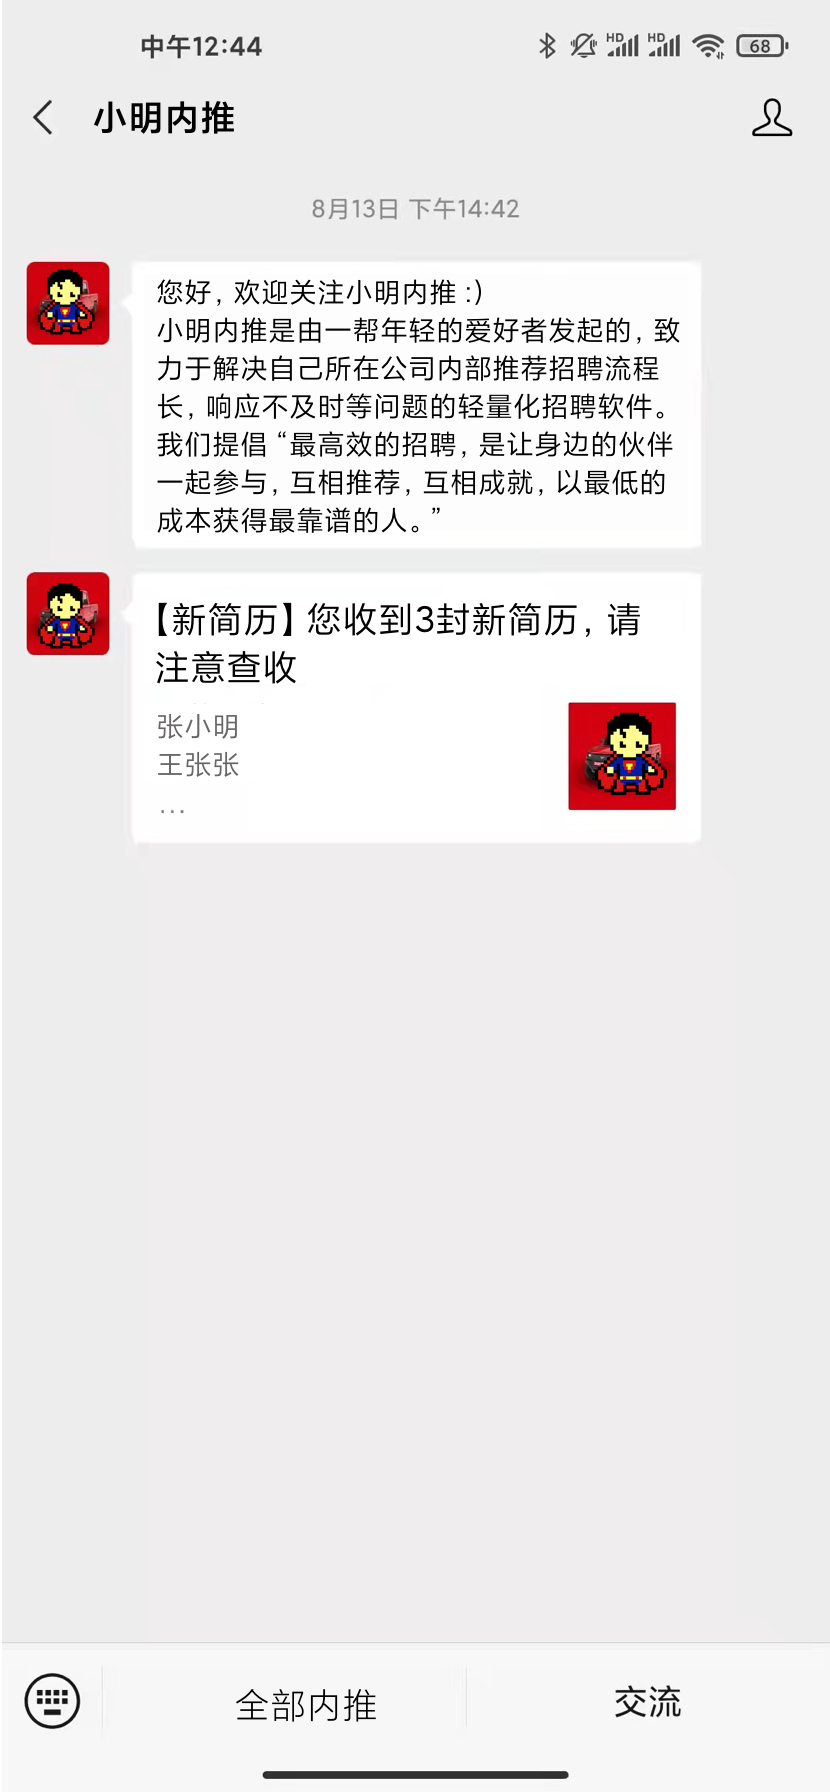 中午12:44
HD
HD
68
小明内推
8月13日 下午14:42
您好, 欢迎关注小明内推 :)
小明内推是由一帮年轻的爱好者发起的, 致
力于解决自己所在公司内部推荐招聘流程
长, 响应不及时等问题的轻量化招聘软件。
我们提倡 “最高效的招聘, 是让身边的伙伴
一起参与, 互相推荐, 互相成就, 以最低的
成本获得最靠谱的人。”
【新简历】您收到3封新简历, 请
注意查收
张小明
王张张
...
全部内推
交流